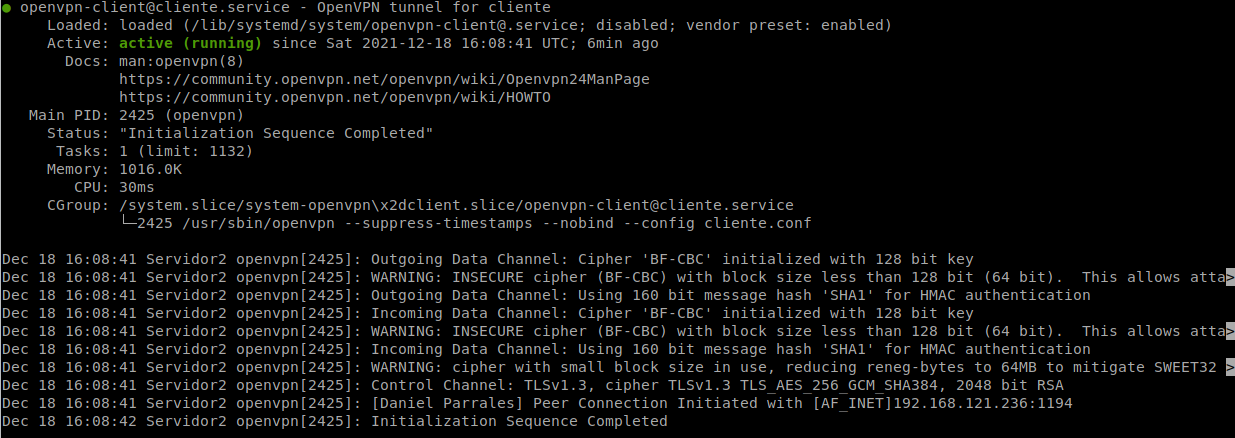 ● openvpn-client@cliente.service - OpenVPN tunnel for cliente
     Loaded: loaded (/lib/systemd/system/openvpn-client@.service; disabled; vendor preset: enabled)
     Active: active (running) since Sat 2021-12-18 16:08:41 UTC; 6min ago
       Docs: man:openvpn(8)
             https://community.openvpn.net/openvpn/wiki/Openvpn24ManPage
             https://community.openvpn.net/openvpn/wiki/HOWTO
   Main PID: 2425 (openvpn)
     Status: "Initialization Sequence Completed"
      Tasks: 1 (limit: 1132)
     Memory: 1016.0K
        CPU: 30ms
     CGroup: /system.slice/system-openvpn\x2dclient.slice/openvpn-client@cliente.service
             └─2425 /usr/sbin/openvpn --suppress-timestamps --nobind --config cliente.conf

Dec 18 16:08:41 Servidor2 openvpn[2425]: Outgoing Data Channel: Cipher 'BF-CBC' initialized with 128 bit key
Dec 18 16:08:41 Servidor2 openvpn[2425]: WARNING: INSECURE cipher (BF-CBC) with block size less than 128 bit (64 bit).  This allows atta>
Dec 18 16:08:41 Servidor2 openvpn[2425]: Outgoing Data Channel: Using 160 bit message hash 'SHA1' for HMAC authentication
Dec 18 16:08:41 Servidor2 openvpn[2425]: Incoming Data Channel: Cipher 'BF-CBC' initialized with 128 bit key
Dec 18 16:08:41 Servidor2 openvpn[2425]: WARNING: INSECURE cipher (BF-CBC) with block size less than 128 bit (64 bit).  This allows atta>
Dec 18 16:08:41 Servidor2 openvpn[2425]: Incoming Data Channel: Using 160 bit message hash 'SHA1' for HMAC authentication
Dec 18 16:08:41 Servidor2 openvpn[2425]: WARNING: cipher with small block size in use, reducing reneg-bytes to 64MB to mitigate SWEET32 >
Dec 18 16:08:41 Servidor2 openvpn[2425]: Control Channel: TLSv1.3, cipher TLSv1.3 TLS_AES_256_GCM_SHA384, 2048 bit RSA
Dec 18 16:08:41 Servidor2 openvpn[2425]: [Daniel Parrales] Peer Connection Initiated with [AF_INET]192.168.121.236:1194
Dec 18 16:08:42 Servidor2 openvpn[2425]: Initialization Sequence Completed